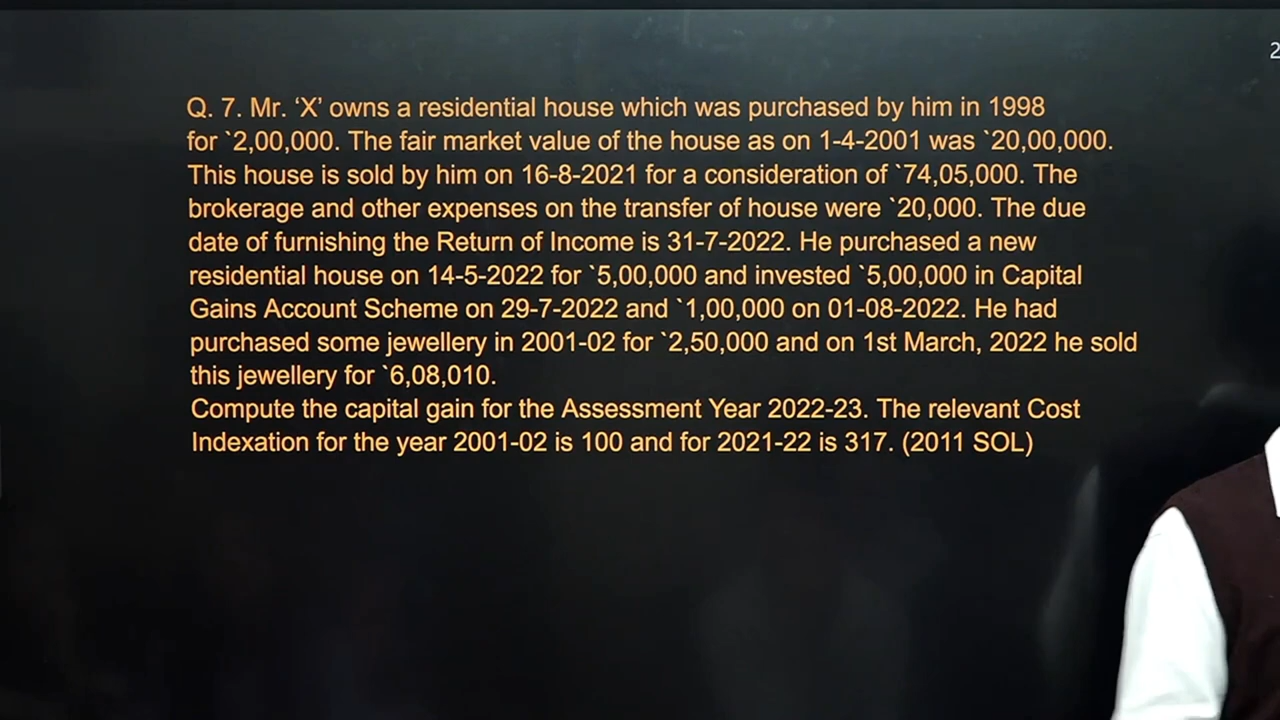 2
Q. 7. Mr. ‘X’ owns a residential house which was purchased by him in 1998
for `2,00,000. The fair market value of the house as on 1-4-2001 was `20,00,000.
This house is sold by him on 16-8-2021 for a consideration of `74,05,000. The
brokerage and other expenses on the transfer of house were `20,000. The due
date of furnishing the Return of Income is 31-7-2022. He purchased a new
residential house on 14-5-2022 for `5,00,000 and invested `5,00,000 in Capital
Gains Account Scheme on 29-7-2022 and `1,00,000 on 01-08-2022. He had
purchased some jewellery in 2001-02 for `2,50,000 and on 1st March, 2022 he sold
this jewellery for `6,08,010.
Compute the capital gain for the Assessment Year 2022-23. The relevant Cost
Indexation for the year 2001-02 is 100 and for 2021-22 is 317. (2011 SOL)